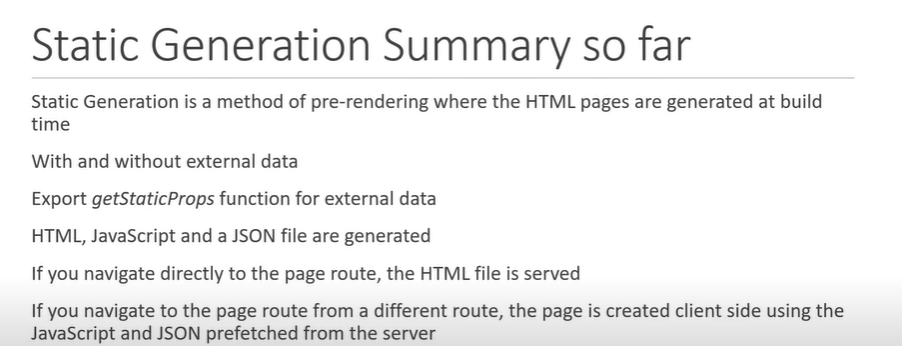 Static Generation Summary so far
Static Generation is a method of pre-rendering where the HTML pages are generated at build
time
With and without external data
Export getStaticProps function for external data
HTML, JavaScript and a JSON file are generated
If you navigate directly to the page route, the HTML file is served
If you navigate to the page route from a different route, the page is created client side using the
JavaScript and JSON prefetched from the server